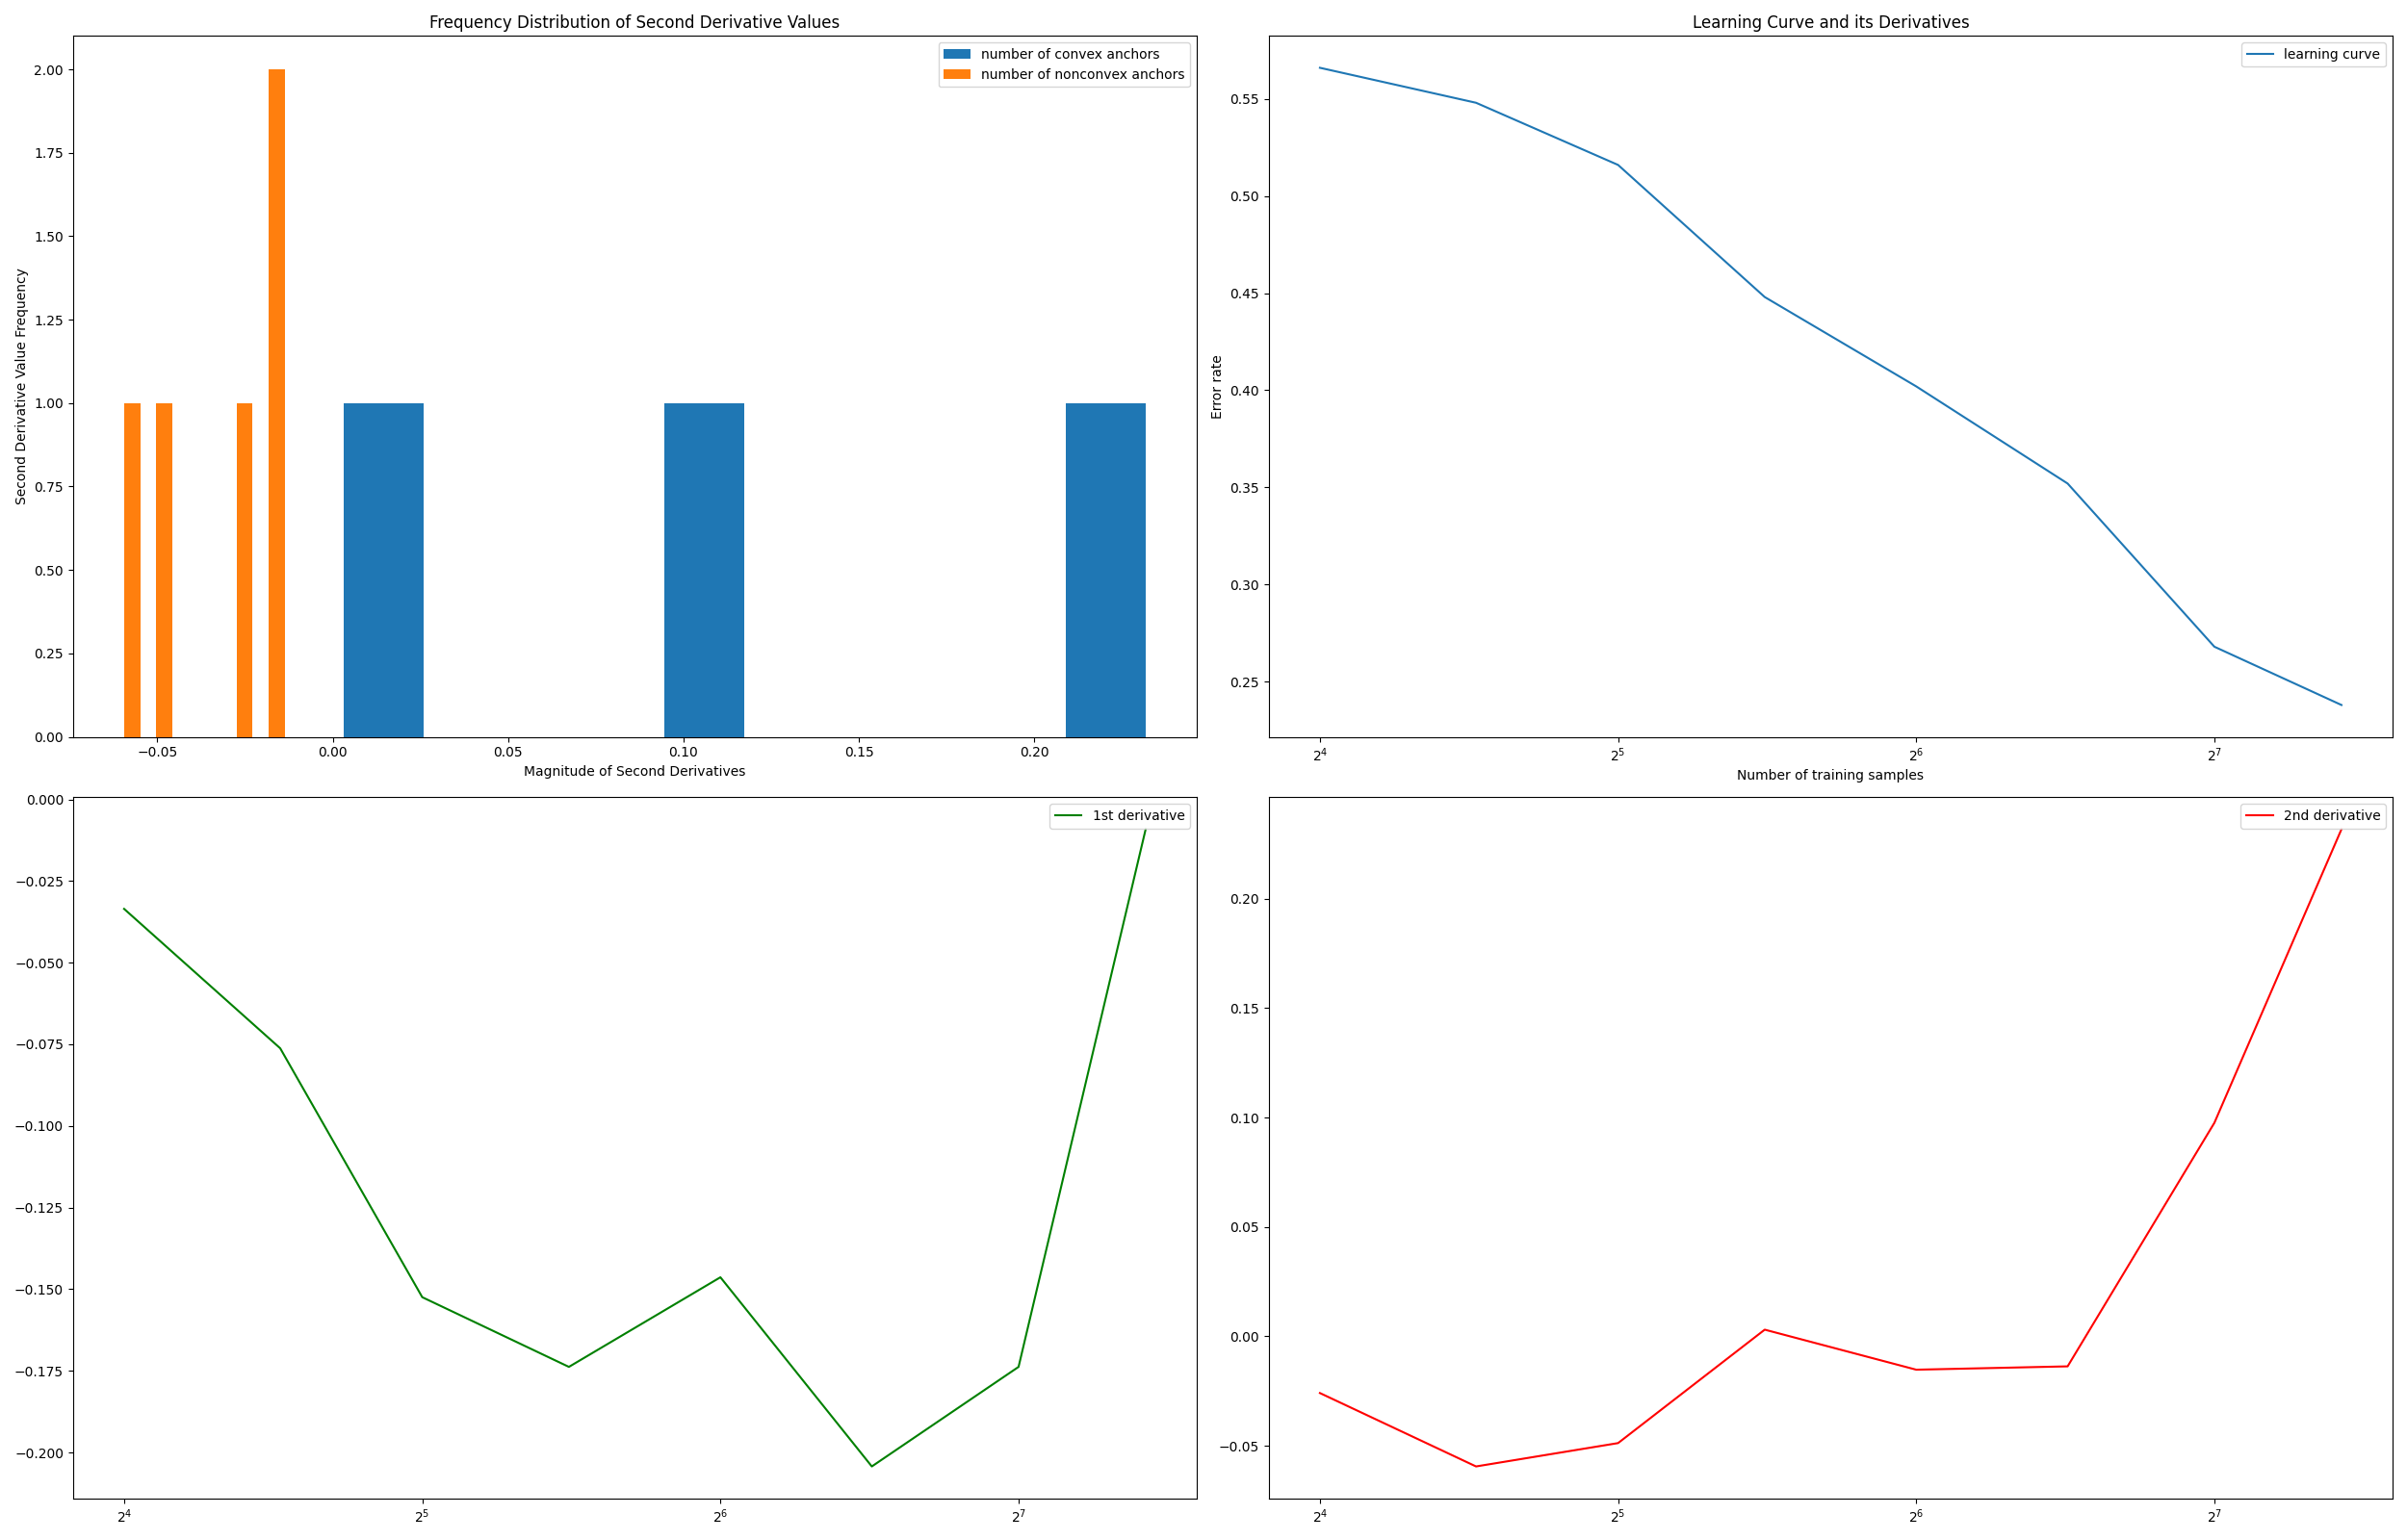 Frequency Distribution of Second Derivative Values
number of convex anchors
number of nonconvex anchors
Second Derivative Value Frequency
2.00
1.75
1.50
1.25
1.00
0.75
0.50
0.25
0.00
−0.05 0.00 0.05 0.10 0.15 0.20
Magnitude of Second Derivatives
Learning Curve and its Derivatives
learning curve
Error rate
0.55
0.50
0.45
0.40
0.35
0.30
0.25
2⁴ 2⁵ 2⁶ 2⁷
Number of training samples
1st derivative
0.000
−0.025
−0.050
−0.075
−0.100
−0.125
−0.150
−0.175
−0.200
2⁴ 2⁵ 2⁶ 2⁷
2nd derivative
0.20
0.15
0.10
0.05
0.00
−0.05
2⁴ 2⁵ 2⁶ 2⁷